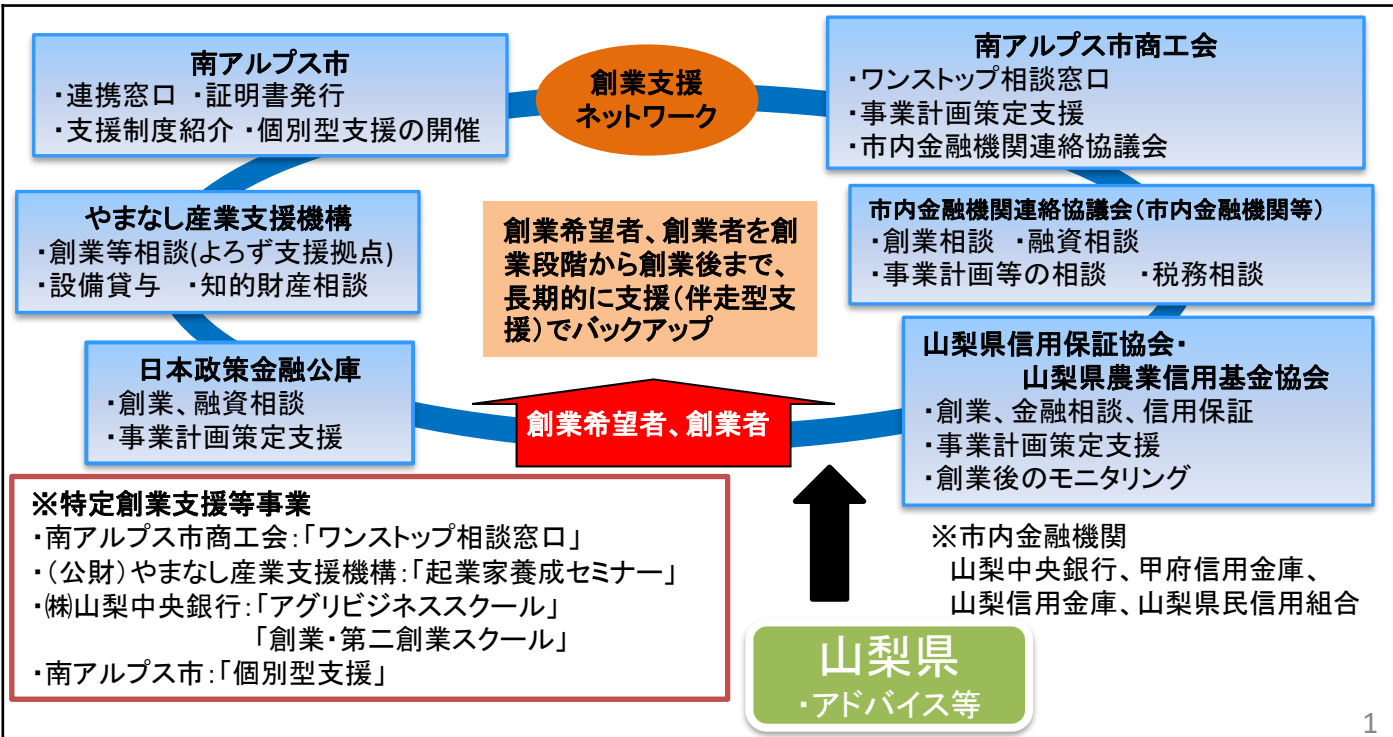 南アルプス市
・連携窓口 ・証明書発行
・支援制度紹介 ・個別型支援の開催
創業支援
ネットワーク
南アルプス市商工会
・ワンストップ相談窓口
・事業計画策定支援
・市内金融機関連絡協議会
やまなし産業支援機構
・創業等相談(よろず支援拠点)
・設備貸与 ・知的財産相談
創業希望者、創業者を創
業段階から創業後まで、
長期的に支援(伴走型支
援)でバックアップ
市内金融機関連絡協議会(市内金融機関等)
・創業相談 ・融資相談
・事業計画等の相談 ・税務相談
日本政策金融公庫
・創業、融資相談
・事業計画策定支援
創業希望者、創業者
山梨県信用保証協会・
山梨県農業信用基金協会
・創業、金融相談、信用保証
・事業計画策定支援
・創業後のモニタリング
※特定創業支援等事業
・南アルプス市商工会:「ワンストップ相談窓口」
・(公財)やまなし産業支援機構:「起業家養成セミナー」
・㈱山梨中央銀行:「アグリビジネススクール」
「創業・第二創業スクール」
・南アルプス市:「個別型支援」
※市内金融機関
山梨中央銀行、甲府信用金庫、
山梨信用金庫、山梨県民信用組合
山梨県
・アドバイス等
1